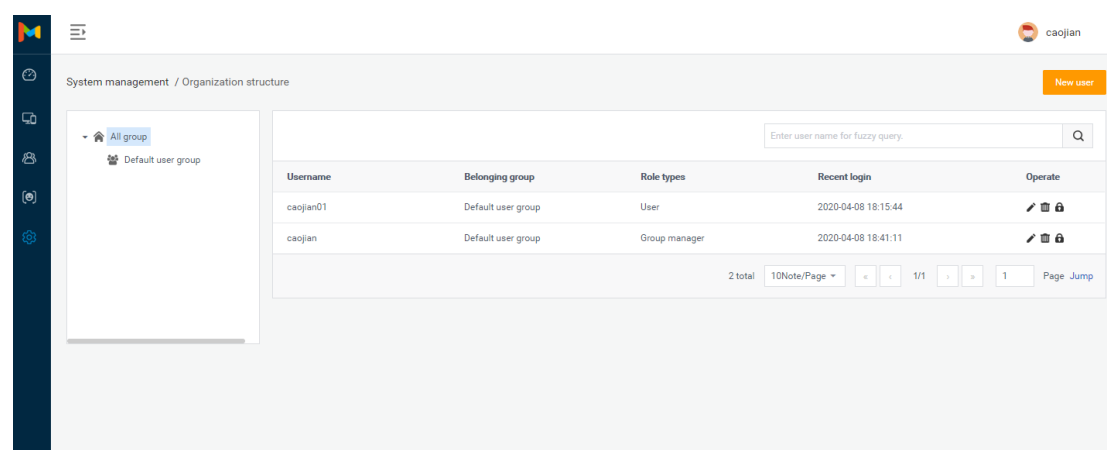 caojian
System management / Organization structure
New user
All group
Default user group
Enter user name for fuzzy query.
Username Belonging group Role types Recent login Operate
caojian01 Default user group User 2020-04-08 18:15:44
caojian Default user group Group manager 2020-04-08 18:41:11
2 total 10Note/Page « ‹ 1/1 › » 1 Page Jump